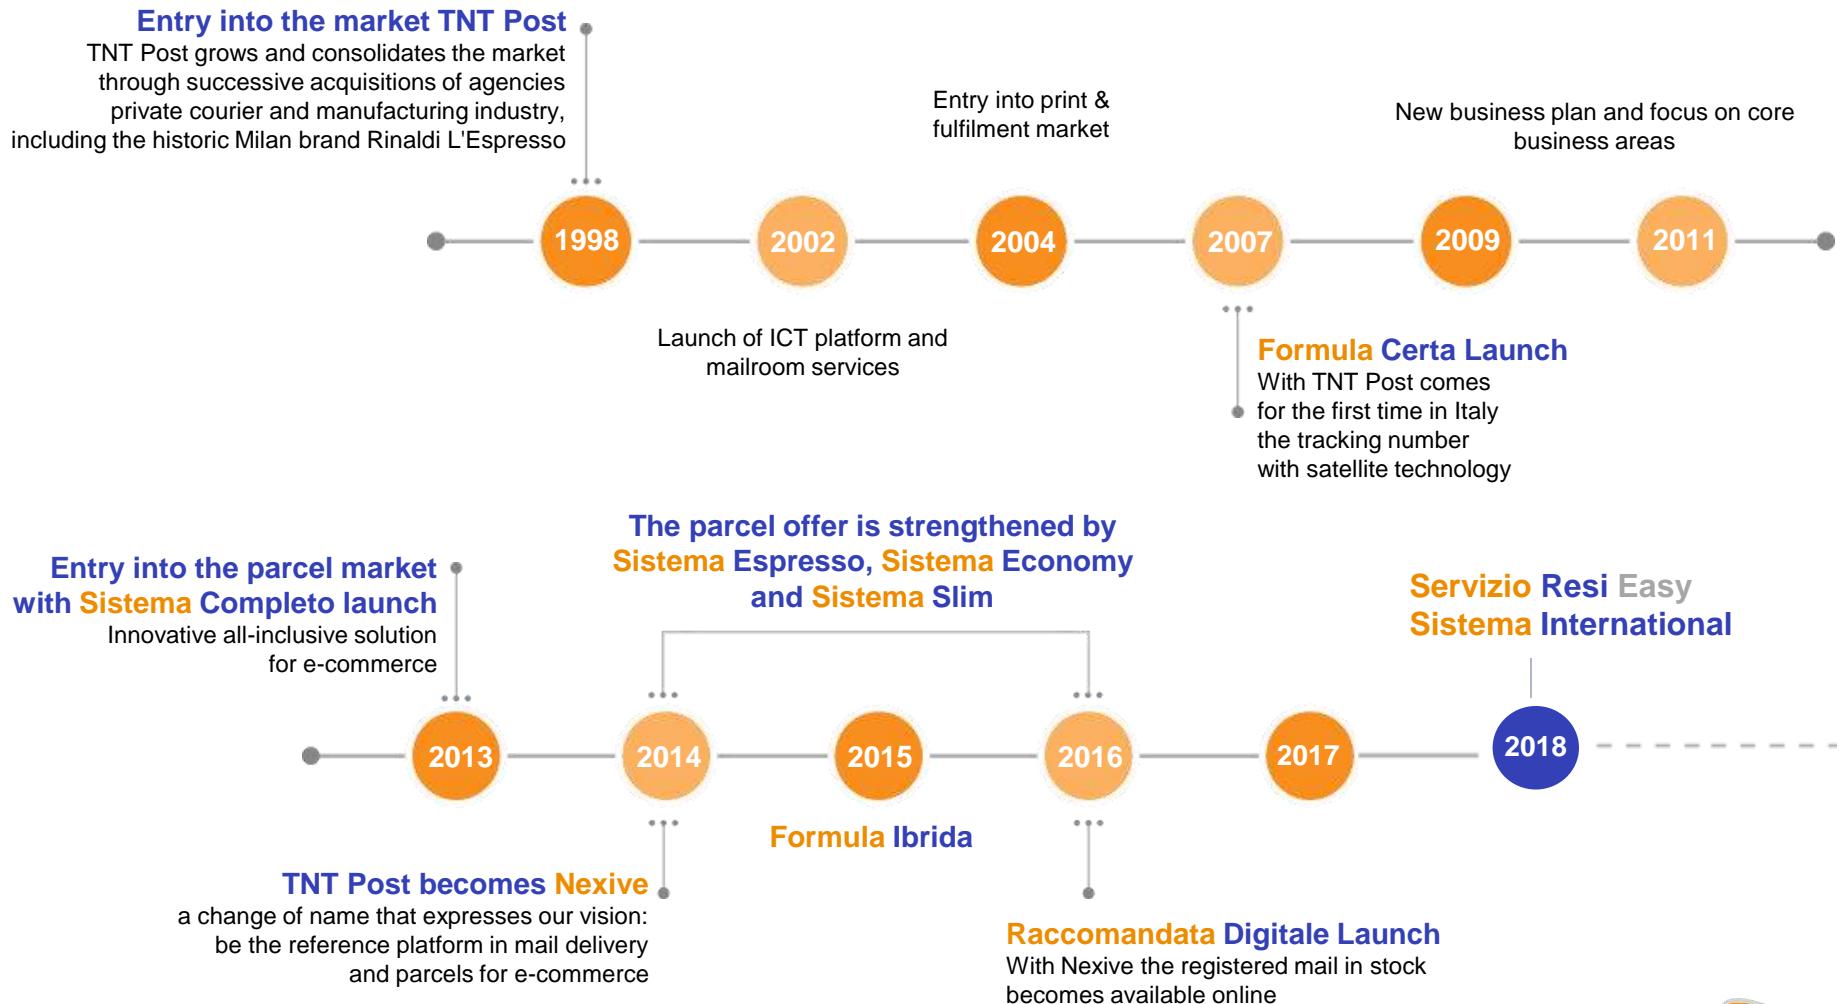 Entry into the market TNT Post
TNT Post grows and consolidates the market
through successive acquisitions of agencies
private courier and manufacturing industry,
including the historic Milan brand Rinaldi L'Espresso
Entry into print &
fulfilment market
New business plan and focus on core
business areas
1998
2002
2004
2007
2009
2011
Launch of ICT platform and
mailroom services
Formula Certa Launch
With TNT Post comes
for the first time in Italy
the tracking number
with satellite technology
Entry into the parcel market
with Sistema Completo launch
Innovative all-inclusive solution
for e-commerce
The parcel offer is strengthened by
Sistema Espresso, Sistema Economy
and Sistema Slim
Servizio Resi Easy
Sistema International
2013
2014
2015
2016
2017
2018
TNT Post becomes Nexive
a change of name that expresses our vision:
be the reference platform in mail delivery
and parcels for e-commerce
Formula Ibrida
Raccomandata Digitale Launch
With Nexive the registered mail in stock
becomes available online